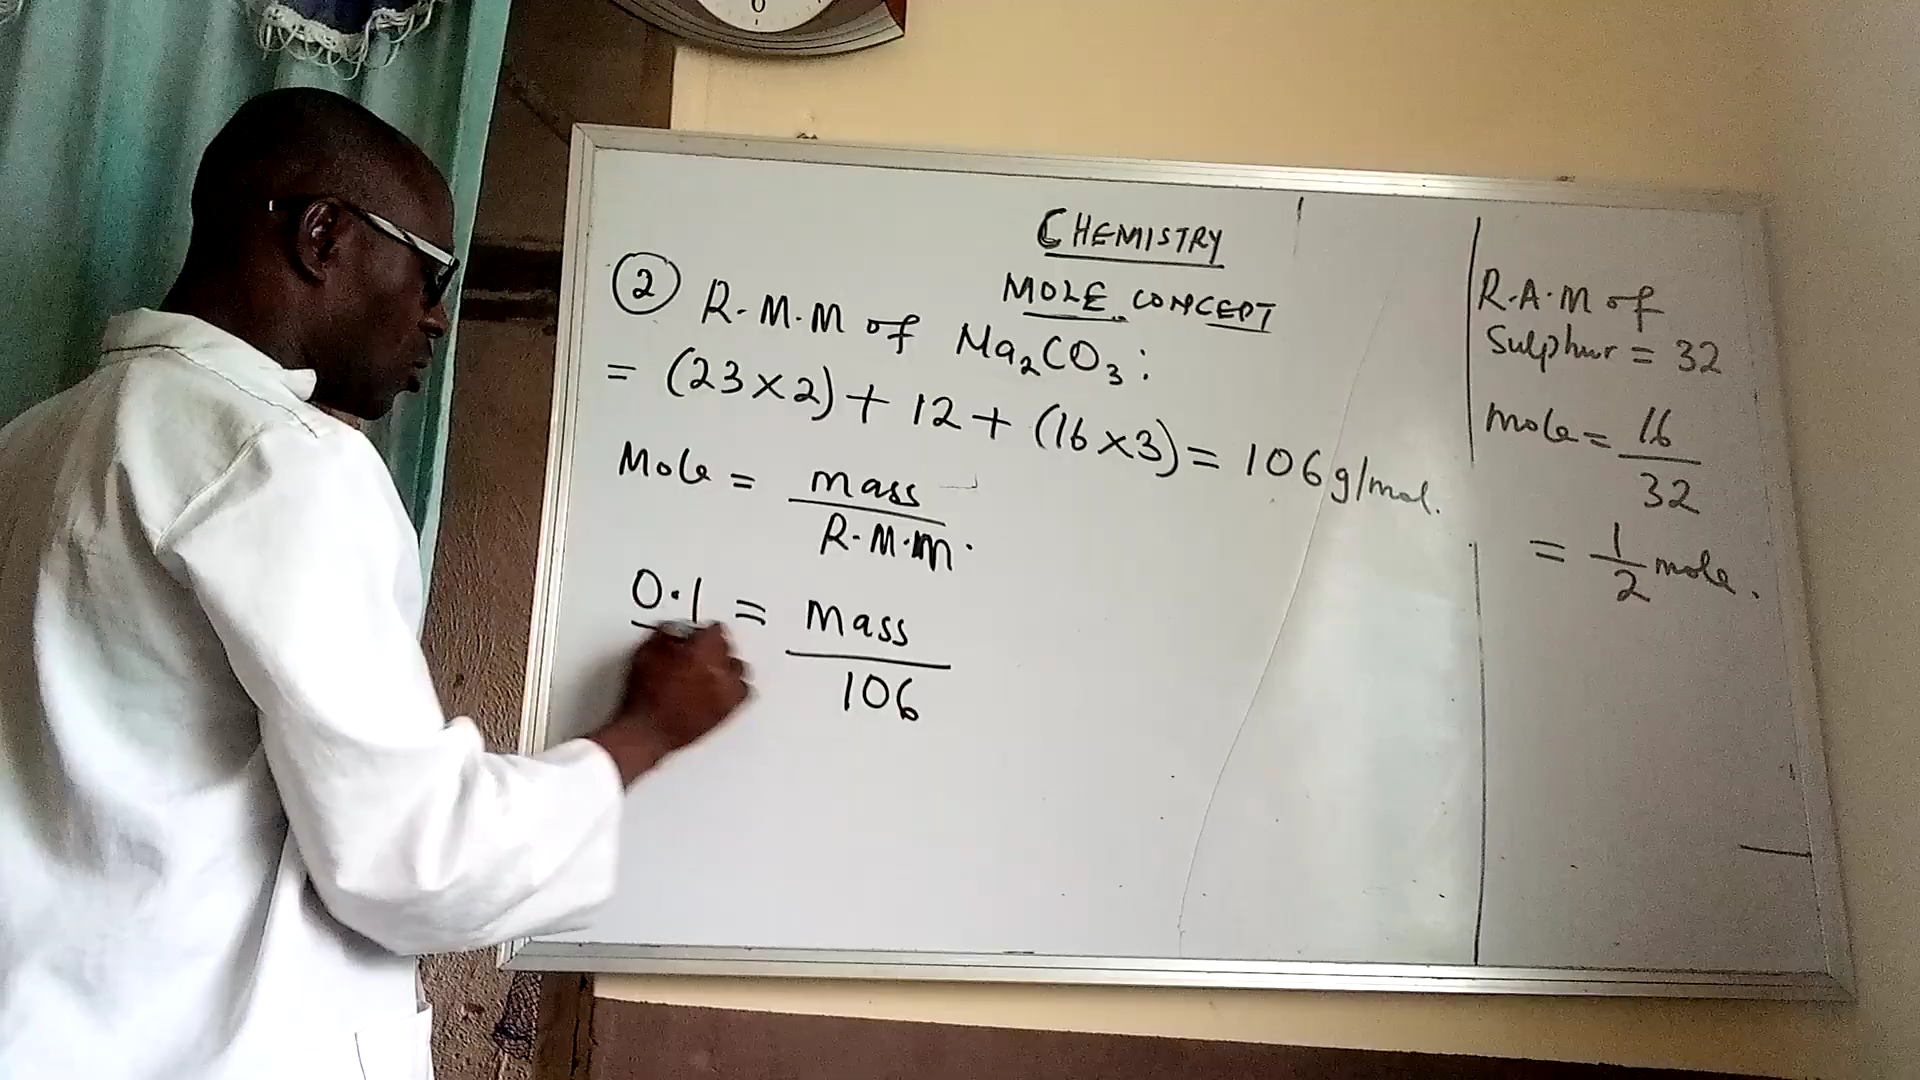 CHEMISTRY
MOLE CONCEPT
② R.M.M of Na₂CO₃:
= (23×2) + 12 + (16×3) = 106 g/mol.
Mole = mass / R.M.M.
0.1 = mass / 106
R.A.M of
Sulphur = 32
mole = 16 / 32
= 1/2 mole.